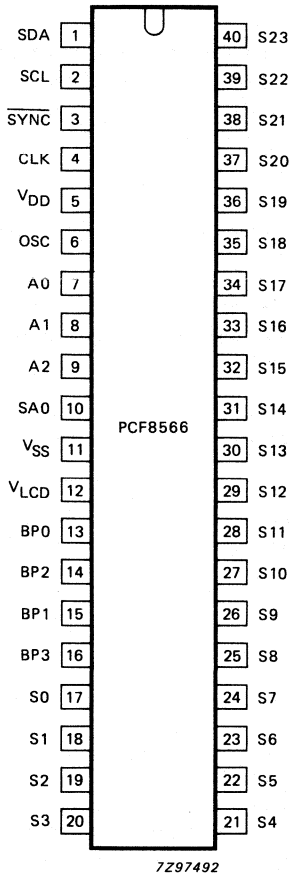 SDA 1 40 S23
SCL 2 39 S22
SYNC 3 38 S21
CLK 4 37 S20
VDD 5 36 S19
OSC 6 35 S18
A0 7 34 S17
A1 8 33 S16
A2 9 32 S15
SA0 10 31 S14
PCF8566
VSS 11 30 S13
VLCD 12 29 S12
BP0 13 28 S11
BP2 14 27 S10
BP1 15 26 S9
BP3 16 25 S8
S0 17 24 S7
S1 18 23 S6
S2 19 22 S5
S3 20 21 S4
7Z97492